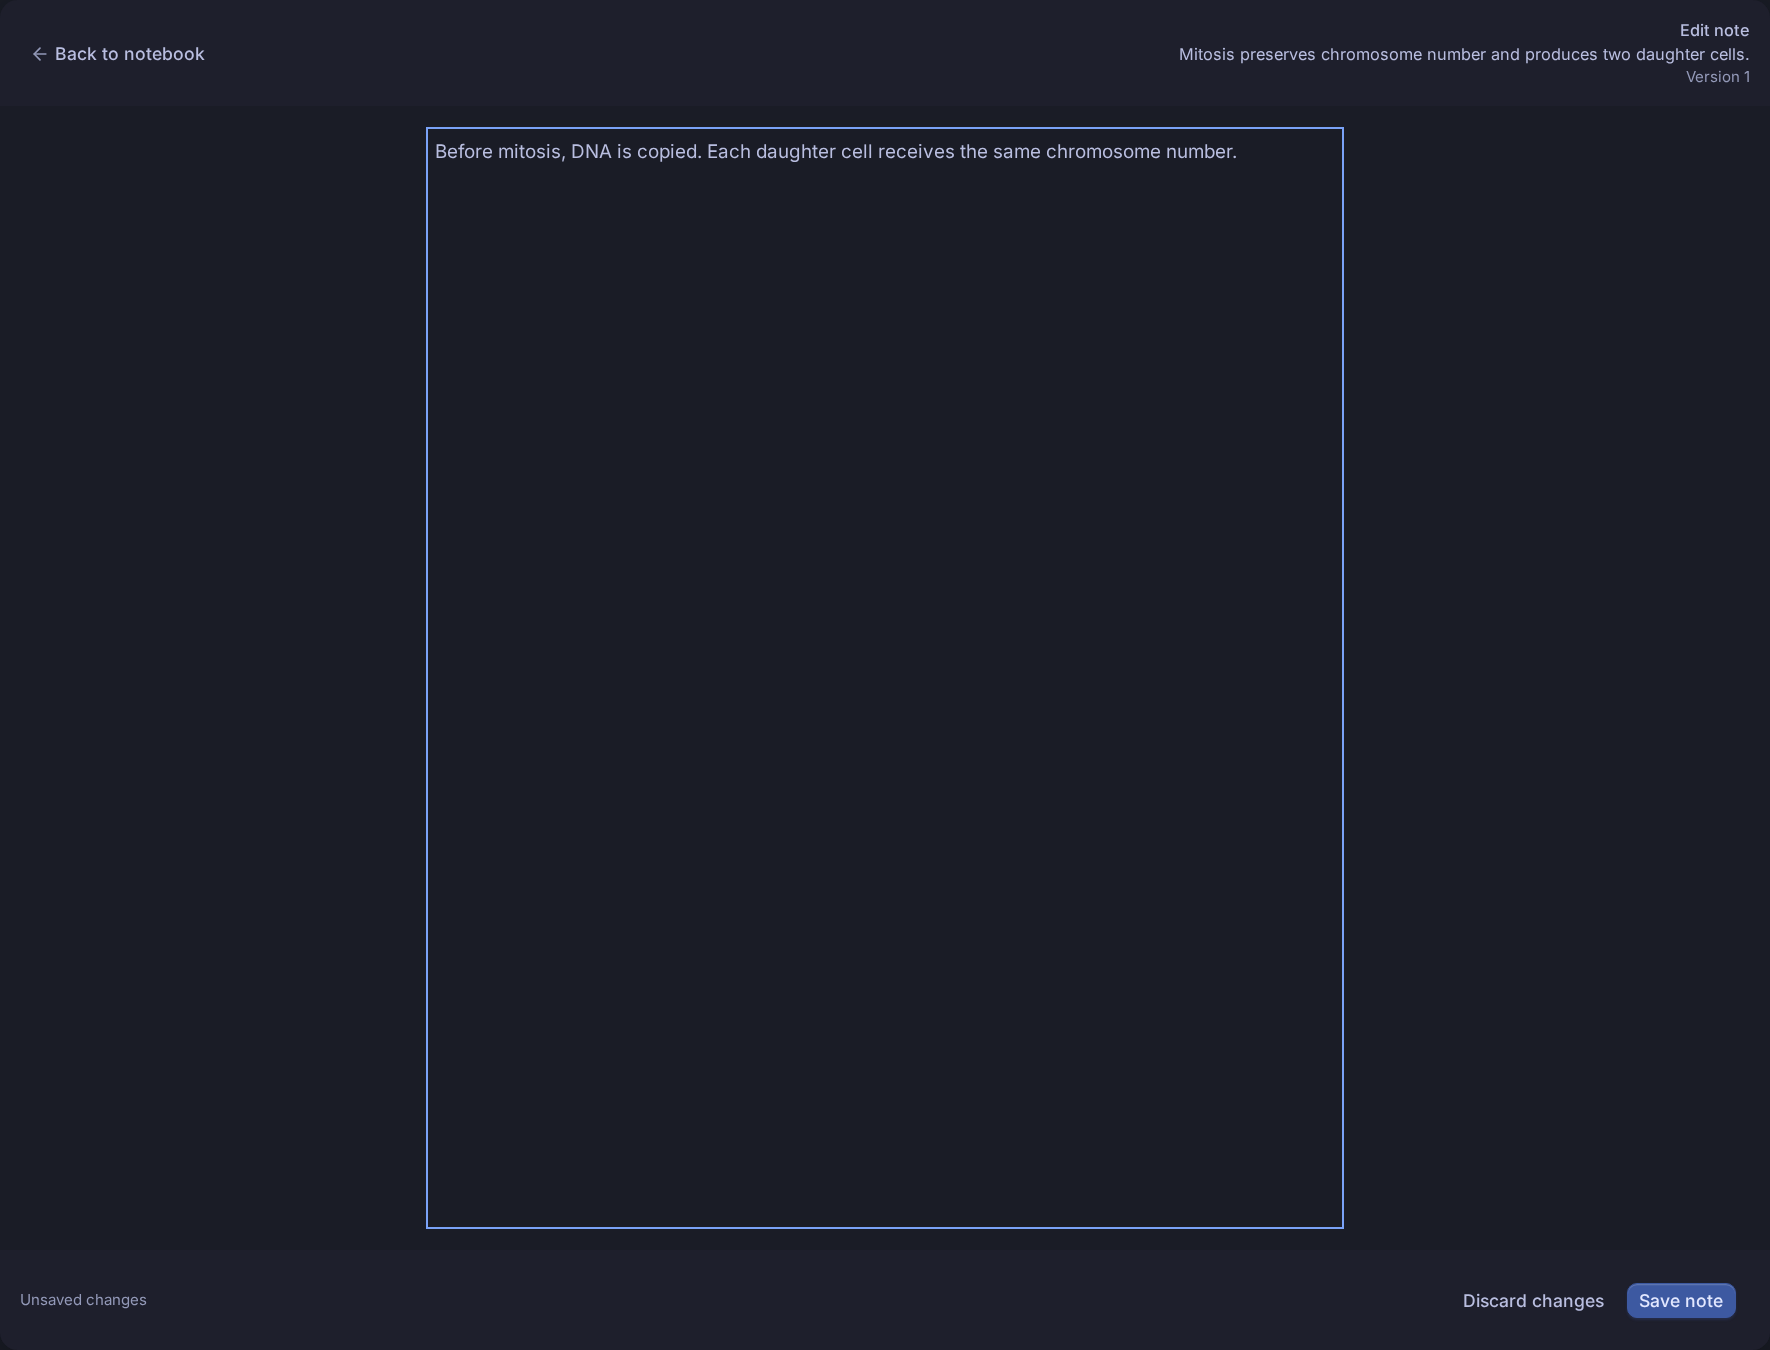 Back to notebook
Edit note
Mitosis preserves chromosome number and produces two daughter cells.
Version 1
Before mitosis, DNA is copied. Each daughter cell receives the same chromosome number.
Unsaved changes
Discard changes
Save note